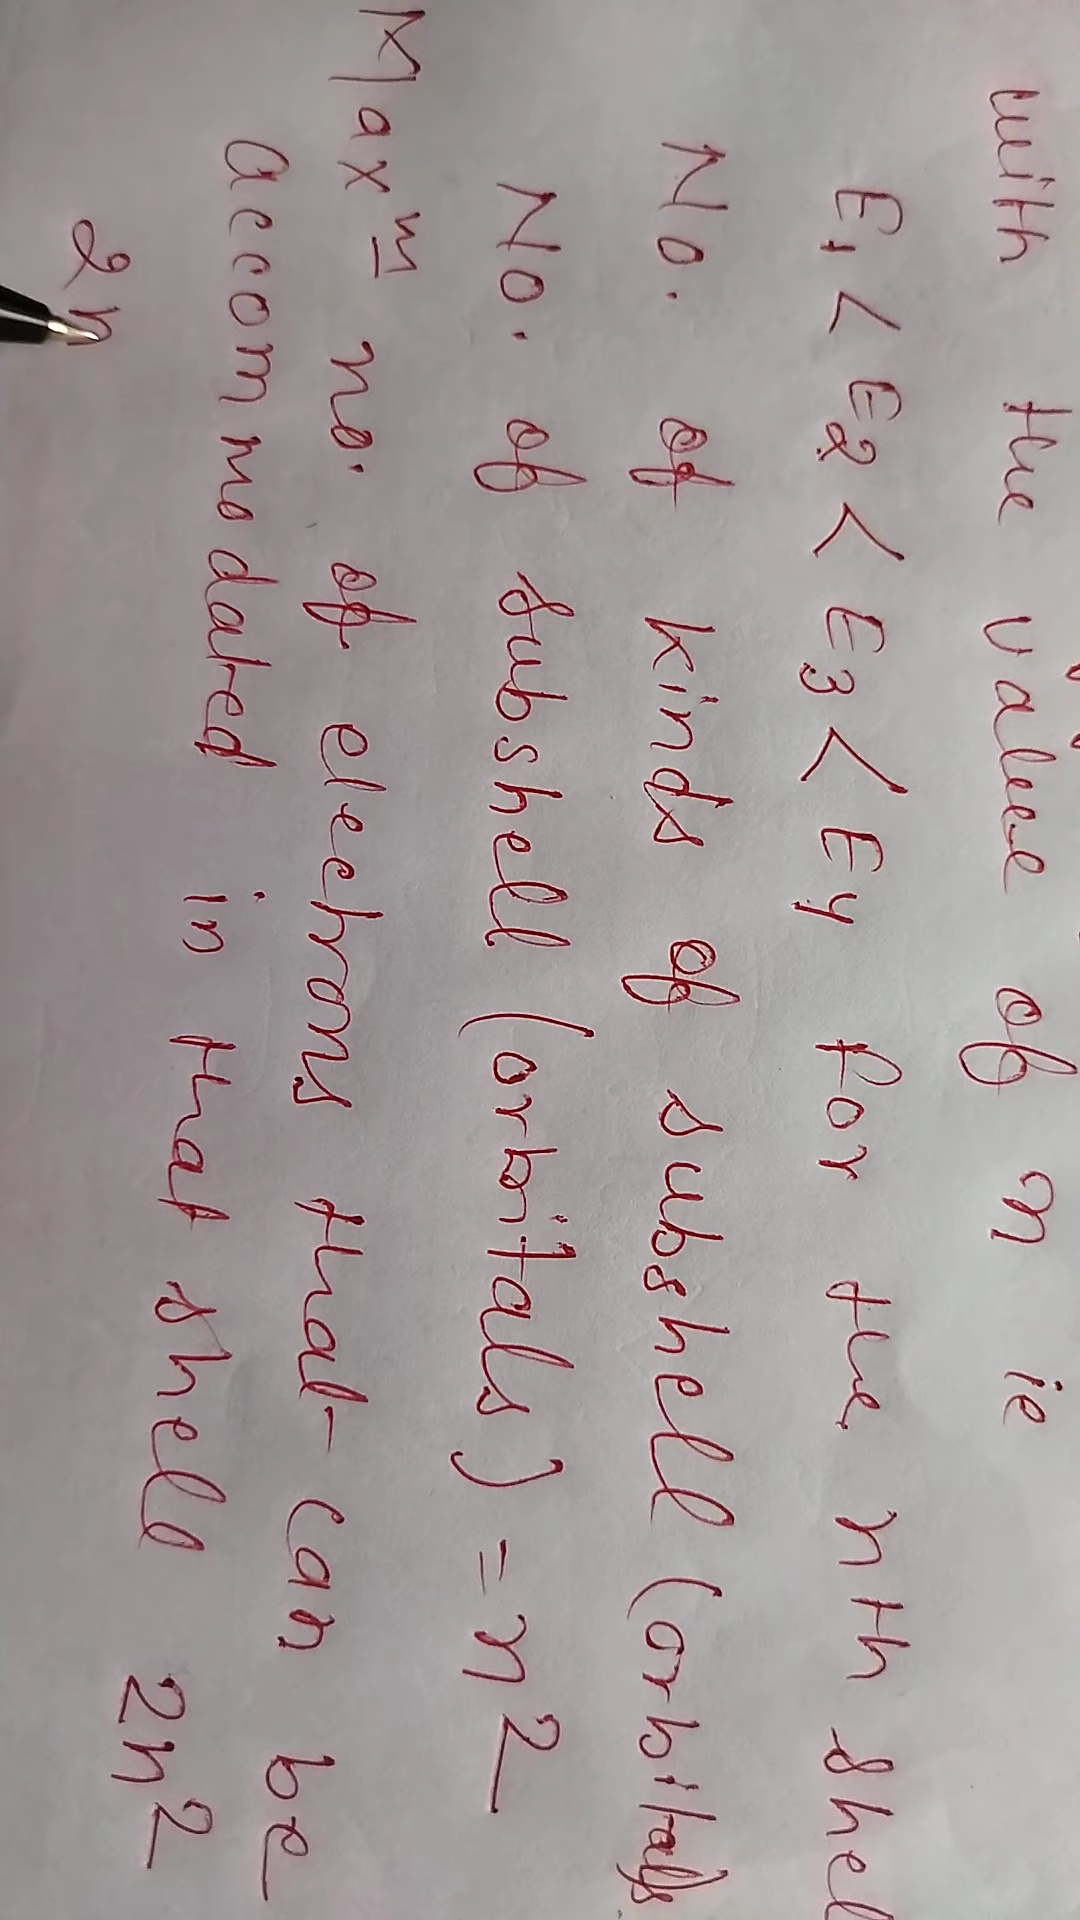 with the value of n ie
E1 < E2 < E3 < E4 for the nth shel
No. of kinds of subshell (orbitals
No. of subshell (orbitals) = n2
Maxm no. of electrons that can be
accommodated in that shell 2n2
2n